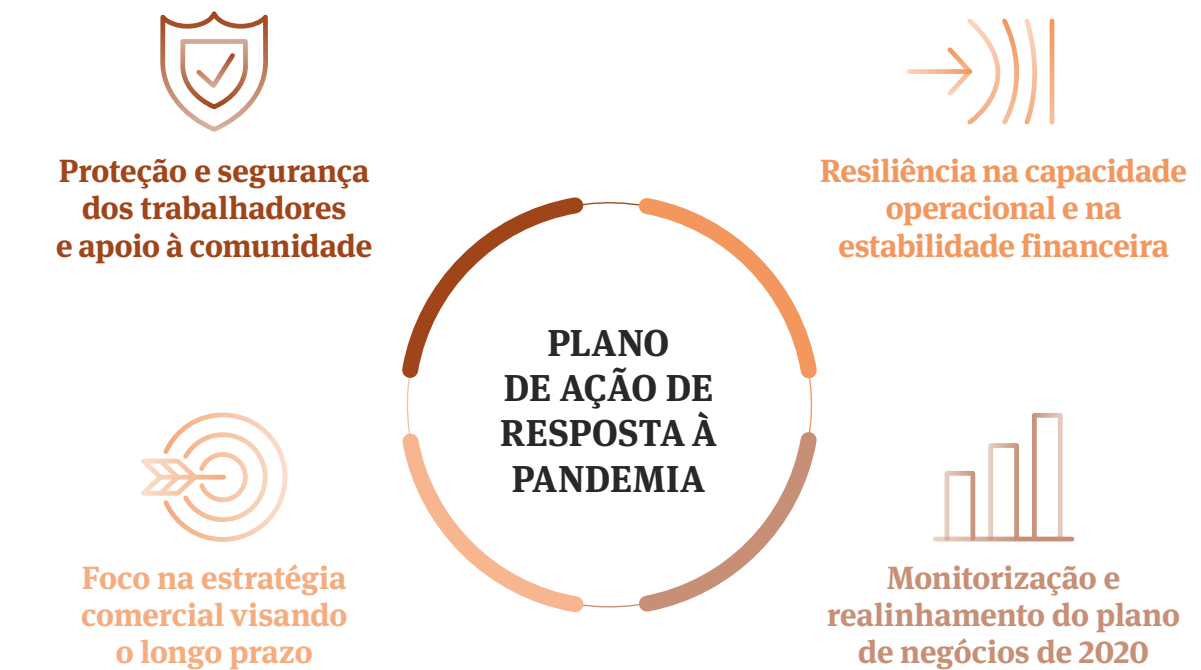 Proteção e segurança
dos trabalhadores
e apoio à comunidade
Resiliência na capacidade
operacional e na
estabilidade financeira
PLANO
DE AÇÃO DE
RESPOSTA À
PANDEMIA
Foco na estratégia
comercial visando
o longo prazo
Monitorização e
realinhamento do plano
de negócios de 2020